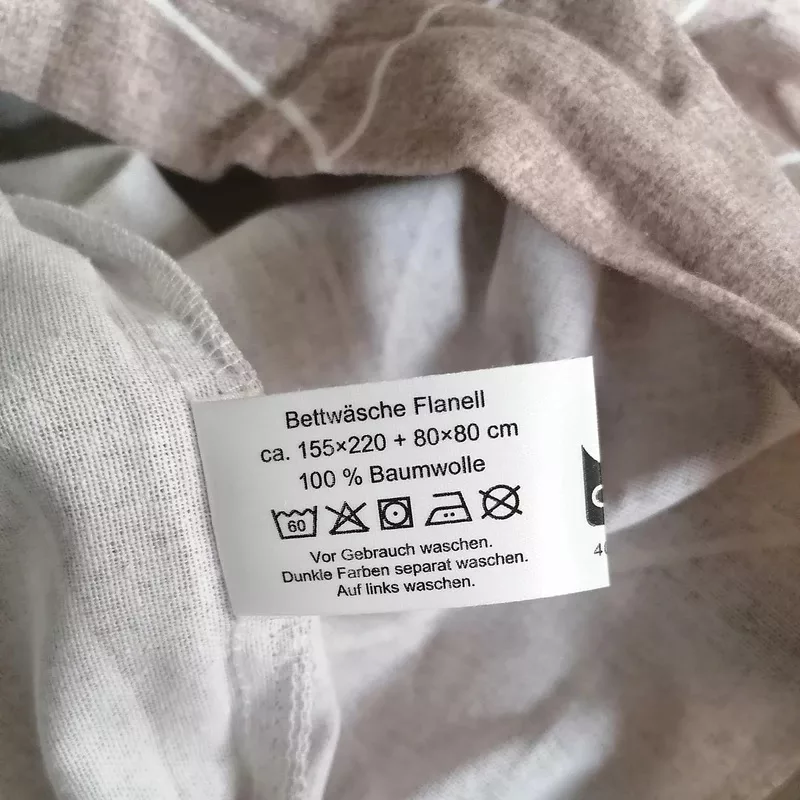 Bettwäsche Flanell
ca. 155×220 + 80×80 cm
100 % Baumwolle
60
Vor Gebrauch waschen.
Dunkle Farben separat waschen.
Auf links waschen.